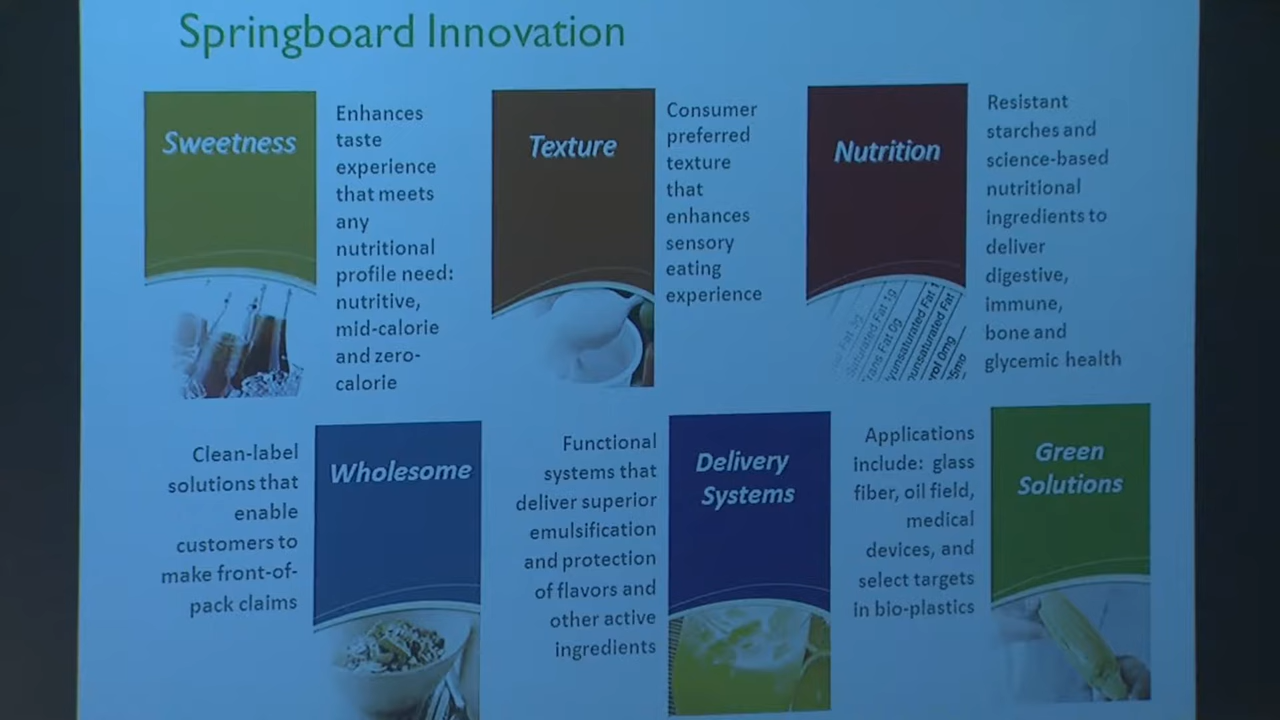 Springboard Innovation
Sweetness
Enhances
taste
experience
that meets
any
nutritional
profile need:
nutritive,
mid-calorie
and zero-
calorie
Texture
Consumer
preferred
texture
that
enhances
sensory
eating
experience
Nutrition
Trans Fat 0g
Resistant
starches and
science-based
nutritional
ingredients to
deliver
digestive,
immune,
bone and
glycemic health
Clean-label
solutions that
enable
customers to
make front-of-
pack claims
Wholesome
Functional
systems that
deliver superior
emulsification
and protection
of flavors and
other active
ingredients
Delivery
Systems
Applications
include: glass
fiber, oil field,
medical
devices, and
select targets
in bio-plastics
Green
Solutions